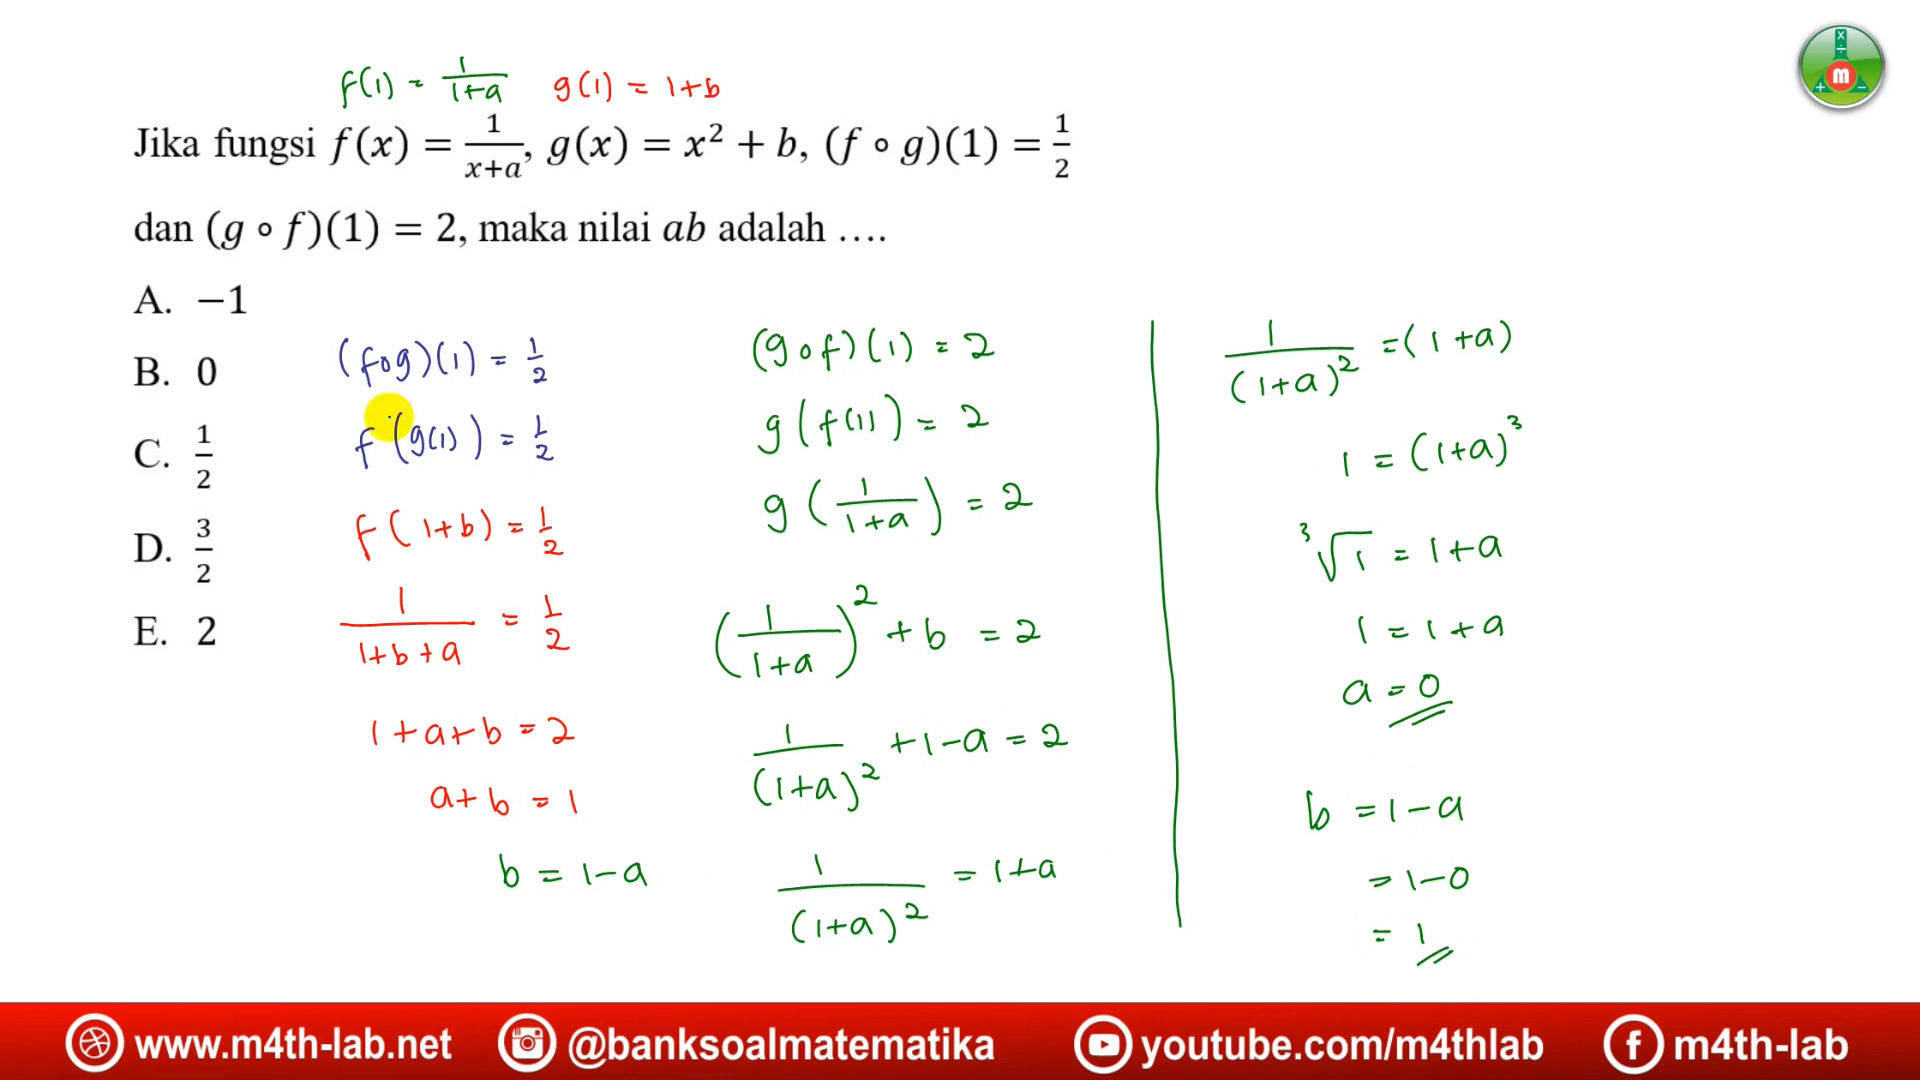 f(1) = 1/(1+a) g(1) = 1+b
Jika fungsi f(x) = 1/(x+a), g(x) = x² + b, (f ∘ g)(1) = 1/2
dan (g ∘ f)(1) = 2, maka nilai ab adalah ….
A. −1
B. 0
C. 1/2
D. 3/2
E. 2
(f∘g)(1) = 1/2
f(g(1)) = 1/2
f(1+b) = 1/2
1/(1+b+a) = 1/2
1+a+b = 2
a+b = 1
b = 1-a
(g∘f)(1) = 2
g(f(1)) = 2
g(1/(1+a)) = 2
(1/(1+a))² + b = 2
1/(1+a)² + 1-a = 2
1/(1+a)² = 1+a
1/(1+a)² = (1+a)
1 = (1+a)³
³√1 = 1+a
1 = 1+a
a = 0
b = 1-a
= 1-0
= 1
x
÷
m
+ −
www.m4th-lab.net @banksoalmatematika youtube.com/m4thlab f m4th-lab